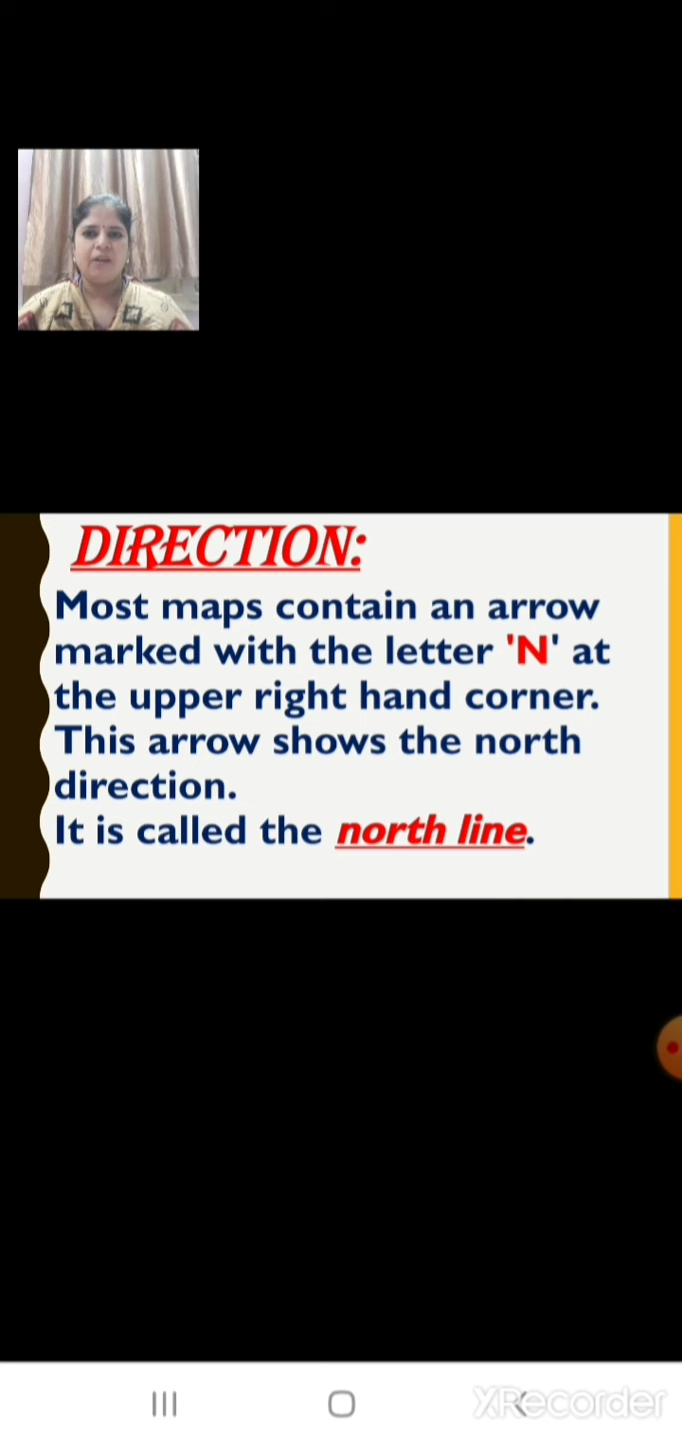 DIRECTION:
Most maps contain an arrow
marked with the letter 'N' at
the upper right hand corner.
This arrow shows the north
direction.
It is called the north line.
XRecorder